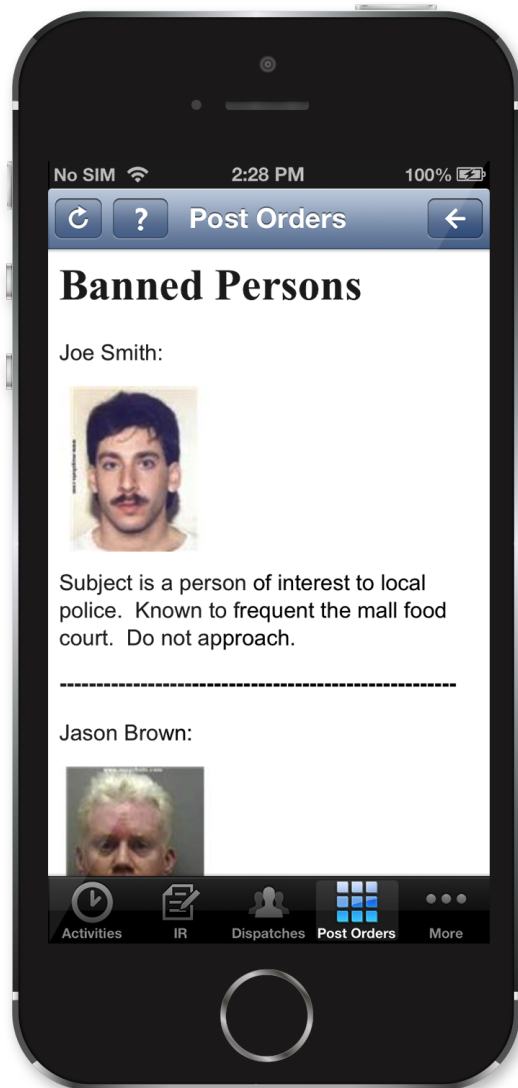 No SIM 2:28 PM 100%
? Post Orders
Banned Persons
Joe Smith:
Subject is a person of interest to local
police.  Known to frequent the mall food
court.  Do not approach.
------------------------------------------------------
Jason Brown:
Activities IR Dispatches Post Orders More